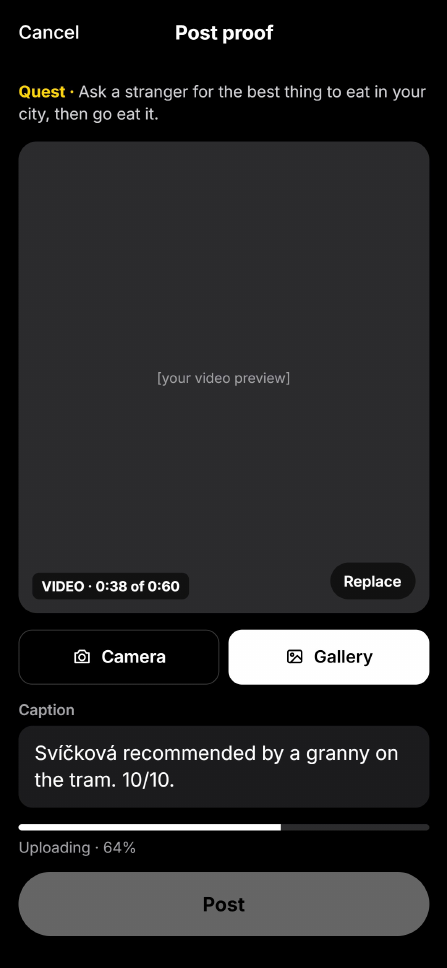 Cancel
Post proof
Quest · Ask a stranger for the best thing to eat in your
city, then go eat it.
[your video preview]
VIDEO · 0:38 of 0:60
Replace
Camera
Gallery
Caption
Svíčková recommended by a granny on
the tram. 10/10.
Uploading · 64%
Post